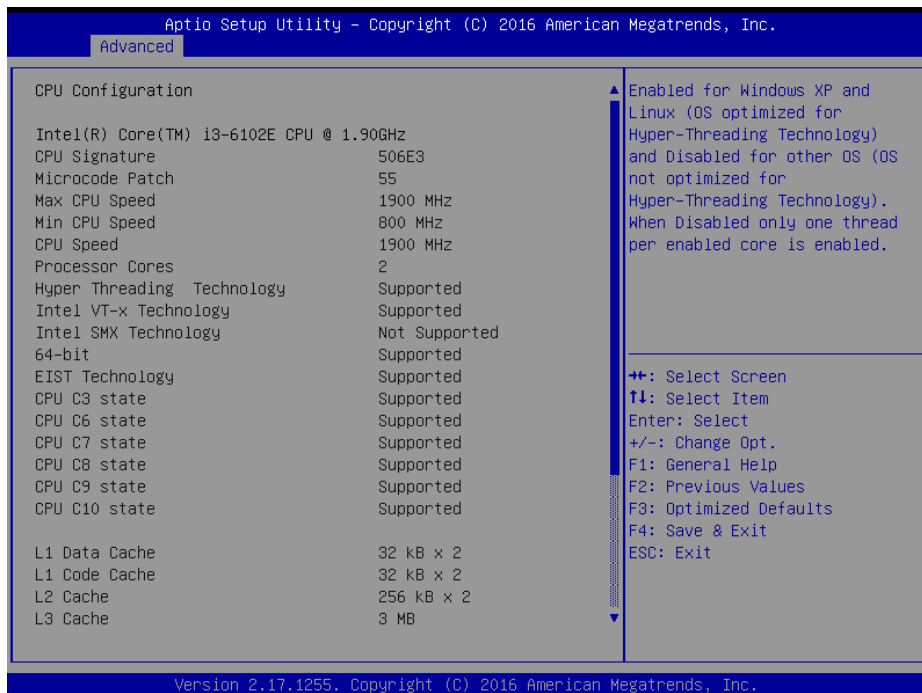 Aptio Setup Utility – Copyright (C) 2016 American Megatrends, Inc.
Advanced
CPU Configuration
Intel(R) Core(TM) i3-6102E CPU @ 1.90GHz
CPU Signature 506E3
Microcode Patch 55
Max CPU Speed 1900 MHz
Min CPU Speed 800 MHz
CPU Speed 1900 MHz
Processor Cores 2
Hyper Threading Technology Supported
Intel VT-x Technology Supported
Intel SMX Technology Not Supported
64-bit Supported
EIST Technology Supported
CPU C3 state Supported
CPU C6 state Supported
CPU C7 state Supported
CPU C8 state Supported
CPU C9 state Supported
CPU C10 state Supported
L1 Data Cache 32 kB x 2
L1 Code Cache 32 kB x 2
L2 Cache 256 kB x 2
L3 Cache 3 MB
Enabled for Windows XP and
Linux (OS optimized for
Hyper-Threading Technology)
and Disabled for other OS (OS
not optimized for
Hyper-Threading Technology).
When Disabled only one thread
per enabled core is enabled.
→←: Select Screen
↑↓: Select Item
Enter: Select
+/-: Change Opt.
F1: General Help
F2: Previous Values
F3: Optimized Defaults
F4: Save & Exit
ESC: Exit
Version 2.17.1255. Copyright (C) 2016 American Megatrends, Inc.